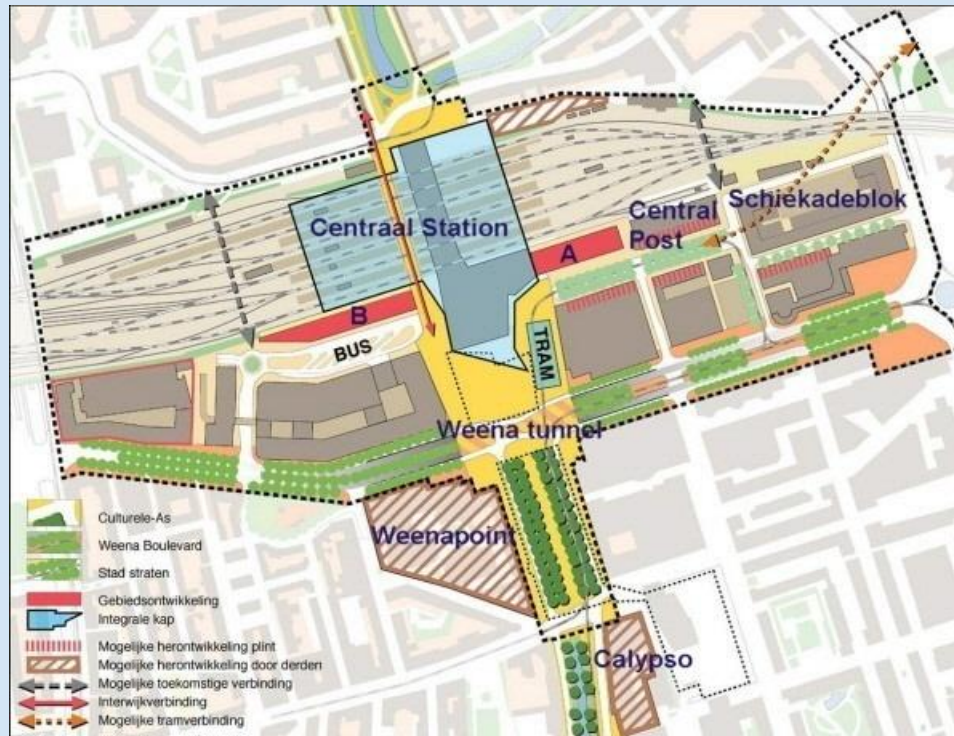 Centraal Station
A
Central
Post
Schiekadeblok
B
BUS
TRAM
Weena tunnel
Weenapoint
Calypso
Culturele-As
Weena Boulevard
Stad straten
Gebiedsontwikkeling
Integrale kap
Mogelijke herontwikkeling plint
Mogelijke herontwikkeling door derden
Mogelijke toekomstige verbinding
Interwijkverbinding
Mogelijke tramverbinding